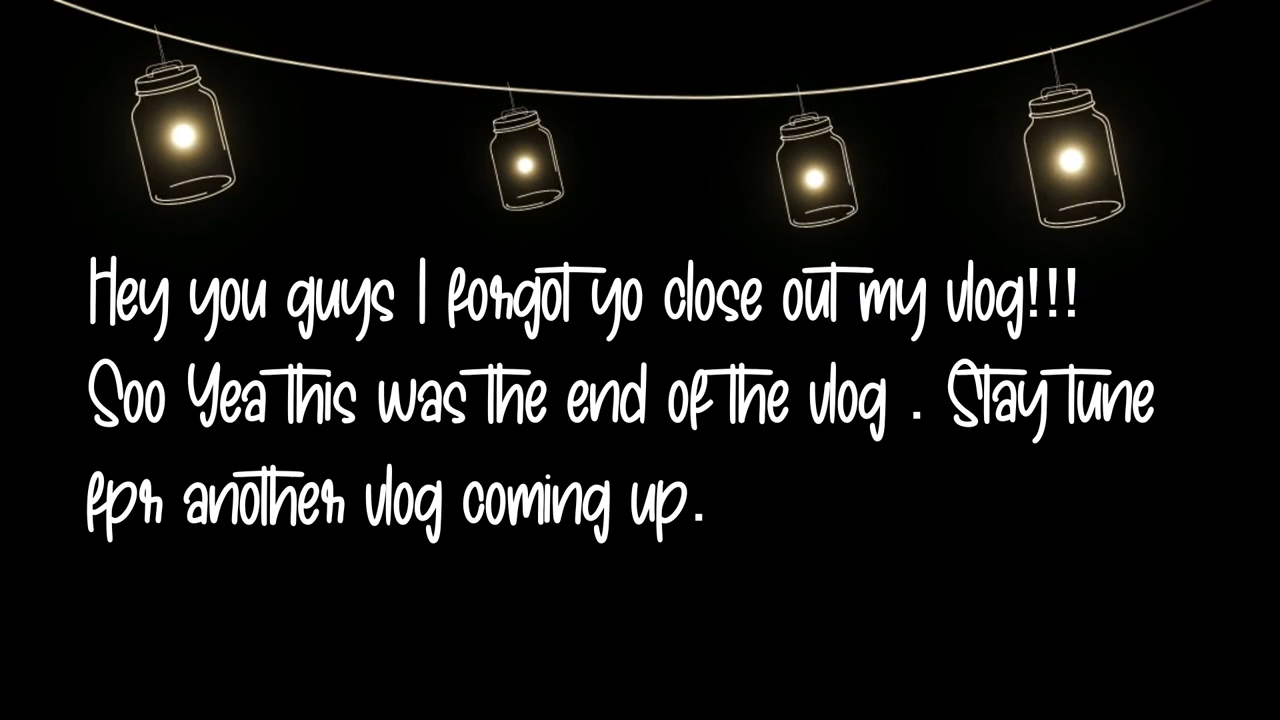 Hey you guys I forgot yo close out my vlog!!!
Soo Yea this was the end of the vlog . Stay tune
fpr another vlog coming up.